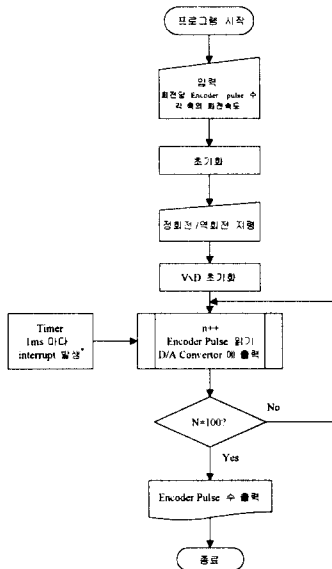 프로그램 시작
입력
회전당 Encoder pulse 수
각 축의 회전속도
초기화
정회전/역회전 지령
V\D 초기화
Timer
1ms 마다
interrupt 발생
n++
Encoder Pulse 읽기
D/A Convertor 에 출력
N=100?
No
Yes
Encoder Pulse 수 출력
종료